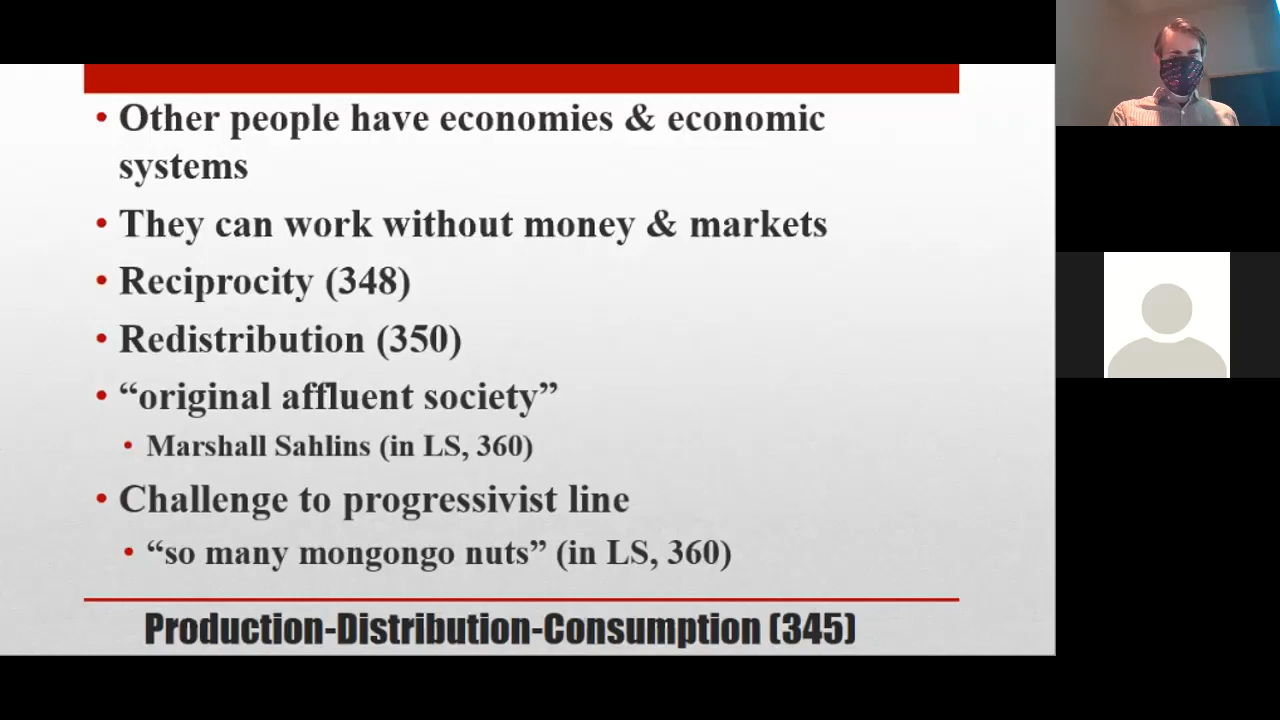 • Other people have economies & economic
systems
• They can work without money & markets
• Reciprocity (348)
• Redistribution (350)
• “original affluent society”
• Marshall Sahlins (in LS, 360)
• Challenge to progressivist line
• “so many mongongo nuts” (in LS, 360)
Production-Distribution-Consumption (345)